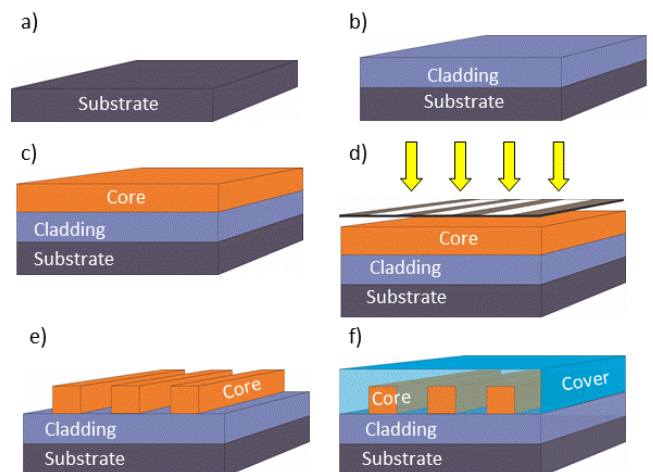 a)
Substrate
b)
Cladding
Substrate
c)
Core
Cladding
Substrate
d)
Core
Cladding
Substrate
e)
Core
Cladding
Substrate
f)
Core
Cover
Cladding
Substrate